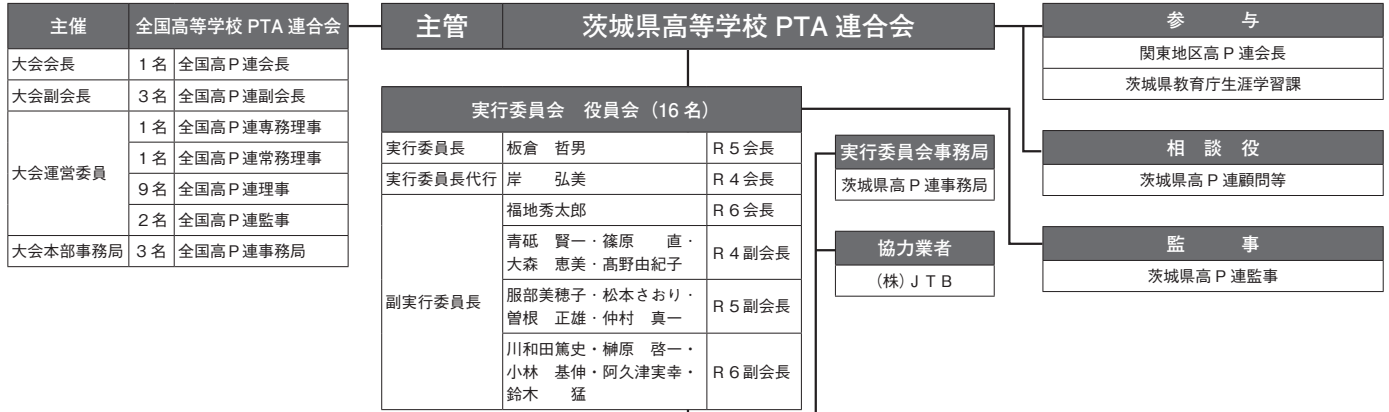 主催 全国高等学校 PTA 連合会
大会会長 1名 全国高P連会長
大会副会長 3名 全国高P連副会長
大会運営委員 1名 全国高P連専務理事
1名 全国高P連常務理事
9名 全国高P連理事
2名 全国高P連監事
大会本部事務局 3名 全国高P連事務局
主管 茨城県高等学校 PTA 連合会
実行委員会 役員会（16 名）
実行委員長 板倉 哲男 R 5会長
実行委員長代行 岸 弘美 R 4会長
副実行委員長 福地秀太郎 R 6会長
青砥 賢一・篠原 直・
大森 恵美・髙野由紀子 R 4副会長
服部美穂子・松本さおり・
曽根 正雄・仲村 真一 R 5副会長
川和田篤史・榊原 啓一・
小林 基伸・阿久津実幸・
鈴木 猛 R 6副会長
実行委員会事務局
茨城県高 P 連事務局
協力業者
(株) J T B
参 与
関東地区高 P 連会長
茨城県教育庁生涯学習課
相 談 役
茨城県高 P 連顧問等
監 事
茨城県高 P 連監事